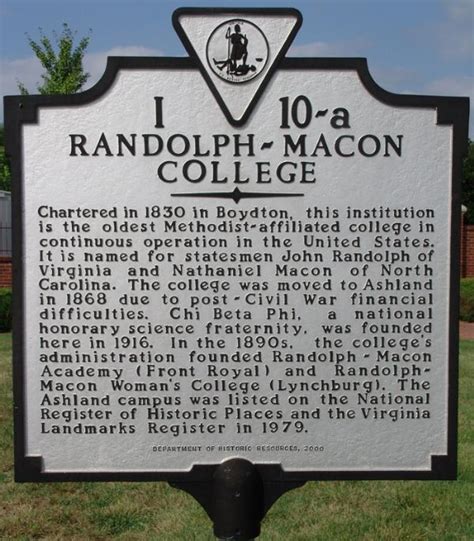 I 10-a
RANDOLPH-MACON
COLLEGE
Chartered in 1830 in Boydton, this institution
is the oldest Methodist-affiliated college in
continuous operation in the United States.
It is named for statesmen John Randolph of
Virginia and Nathaniel Macon of North
Carolina. The college was moved to Ashland
in 1868 due to post-Civil War financial
difficulties. Chi Beta Phi, a national
honorary science fraternity, was founded
here in 1916. In the 1890s, the college's
administration founded Randolph-Macon
Academy (Front Royal) and Randolph-
Macon Woman's College (Lynchburg). The
Ashland campus was listed on the National
Register of Historic Places and the Virginia
Landmarks Register in 1979.
DEPARTMENT OF HISTORIC RESOURCES, 2000